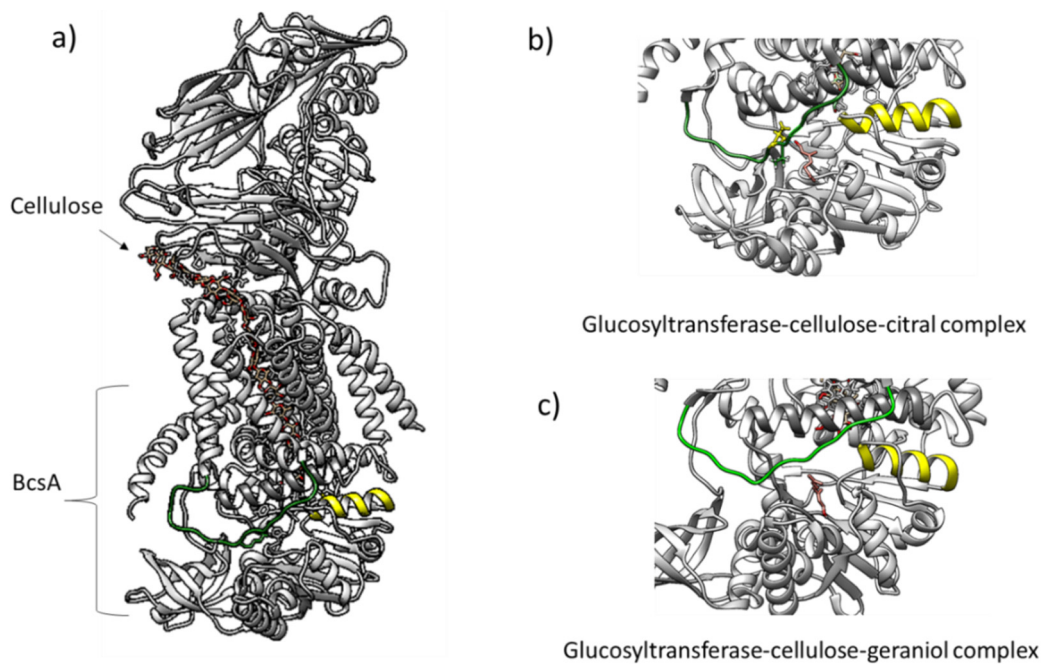 a)
Cellulose
BcsA
b)
Glucosyltransferase-cellulose-citral complex
c)
Glucosyltransferase-cellulose-geraniol complex